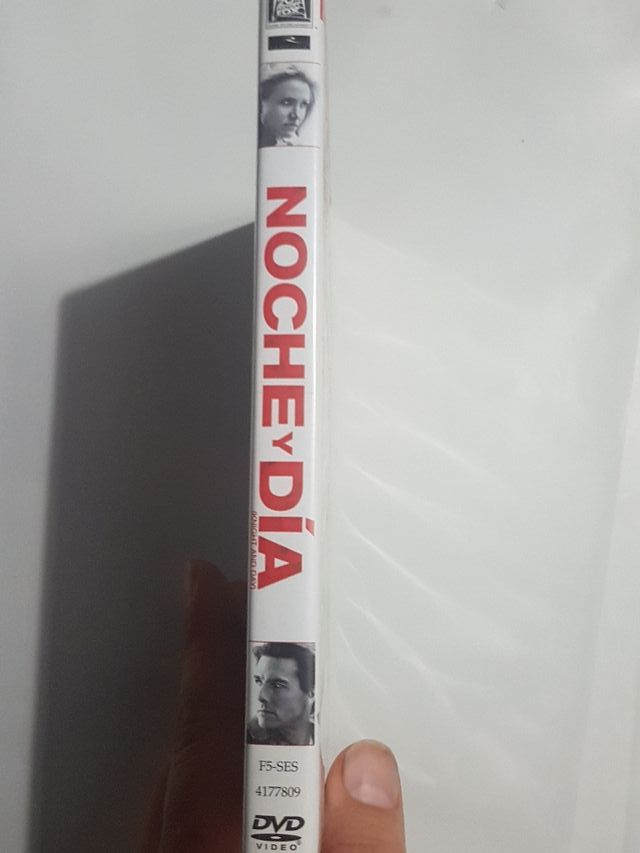 NOCHE Y DÍA
(KNIGHT AND DAY)
F5-SES
4177809
DVD
VIDEO